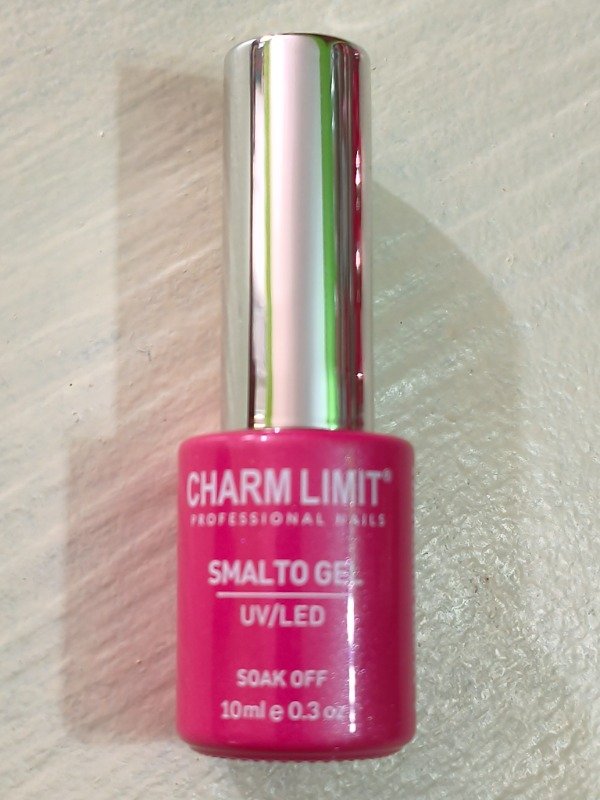 CHARM LIMIT®
PROFESSIONAL NAILS
SMALTO GEL
UV/LED
SOAK OFF
10ml e 0.3 oz